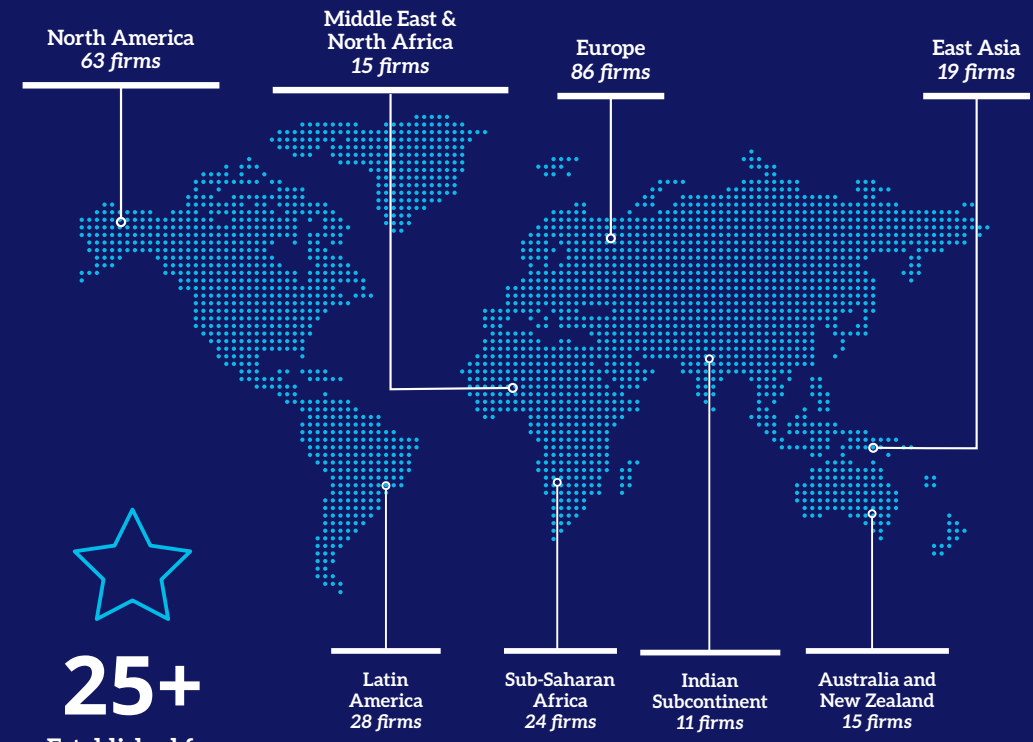 North America
63 firms
Middle East &
North Africa
15 firms
Europe
86 firms
East Asia
19 firms
25+
Latin
America
28 firms
Sub-Saharan
Africa
24 firms
Indian
Subcontinent
11 firms
Australia and
New Zealand
15 firms